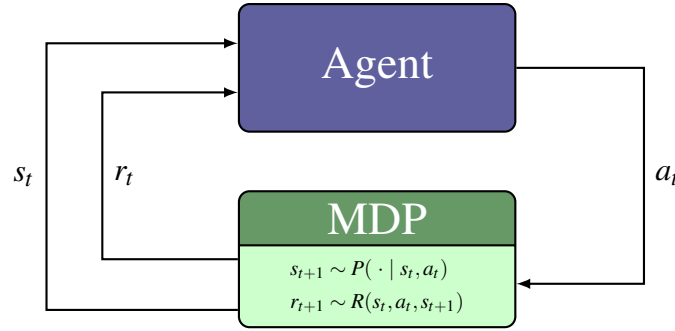 Agent
s_t
r_t
a_t
MDP
s_{t+1} ∼ P( · | s_t, a_t)
r_{t+1} ∼ R(s_t, a_t, s_{t+1})